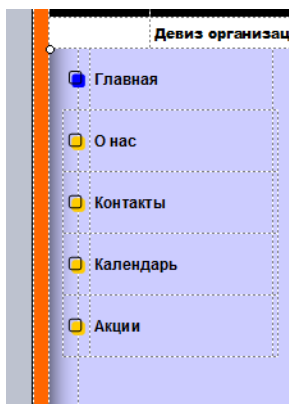 Девиз организац
Главная
О нас
Контакты
Календарь
Акции